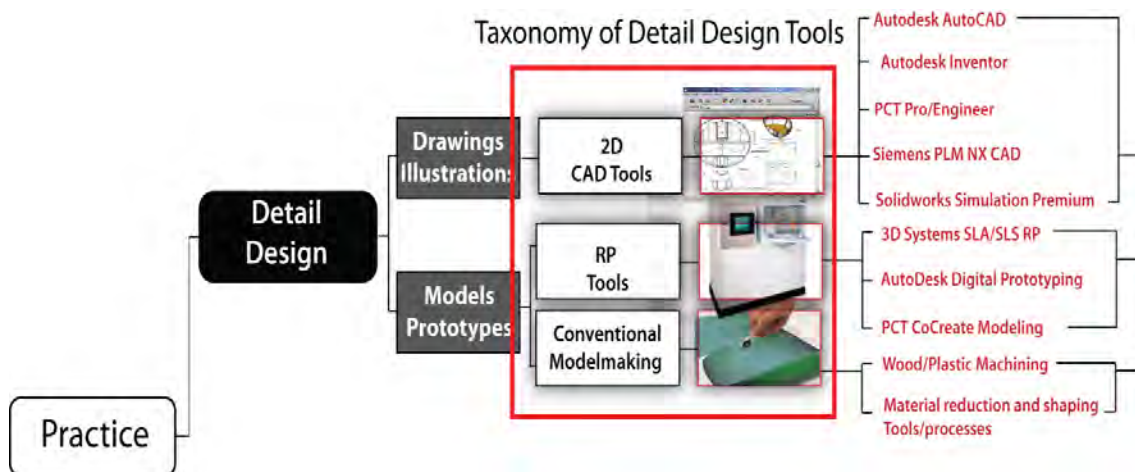 Taxonomy of Detail Design Tools
Autodesk AutoCAD
Autodesk Inventor
PCT Pro/Engineer
Siemens PLM NX CAD
Solidworks Simulation Premium
Drawings
Illustrations
2D
CAD Tools
Detail
Design
RP
Tools
3D Systems SLA/SLS RP
AutoDesk Digital Prototyping
PCT CoCreate Modeling
Models
Prototypes
Conventional
Modelmaking
Wood/Plastic Machining
Material reduction and shaping
Tools/processes
Practice